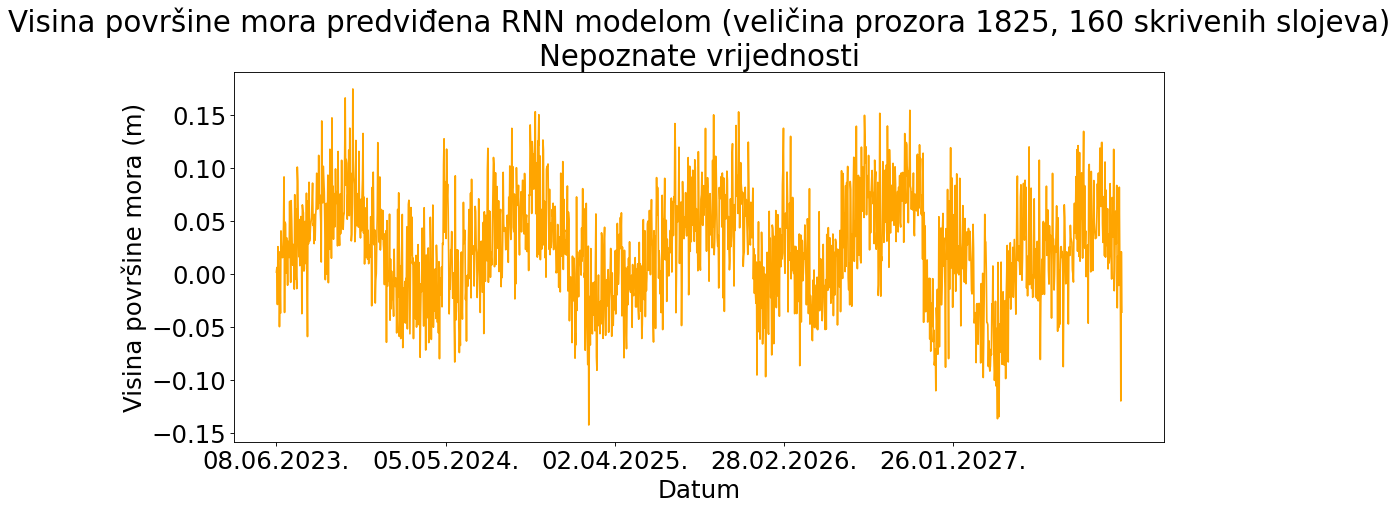 Visina površine mora predviđena RNN modelom (veličina prozora 1825, 160 skrivenih slojeva)
Nepoznate vrijednosti
Visina površine mora (m)
0.15
0.10
0.05
0.00
−0.05
−0.10
−0.15
08.06.2023. 05.05.2024. 02.04.2025. 28.02.2026. 26.01.2027.
Datum